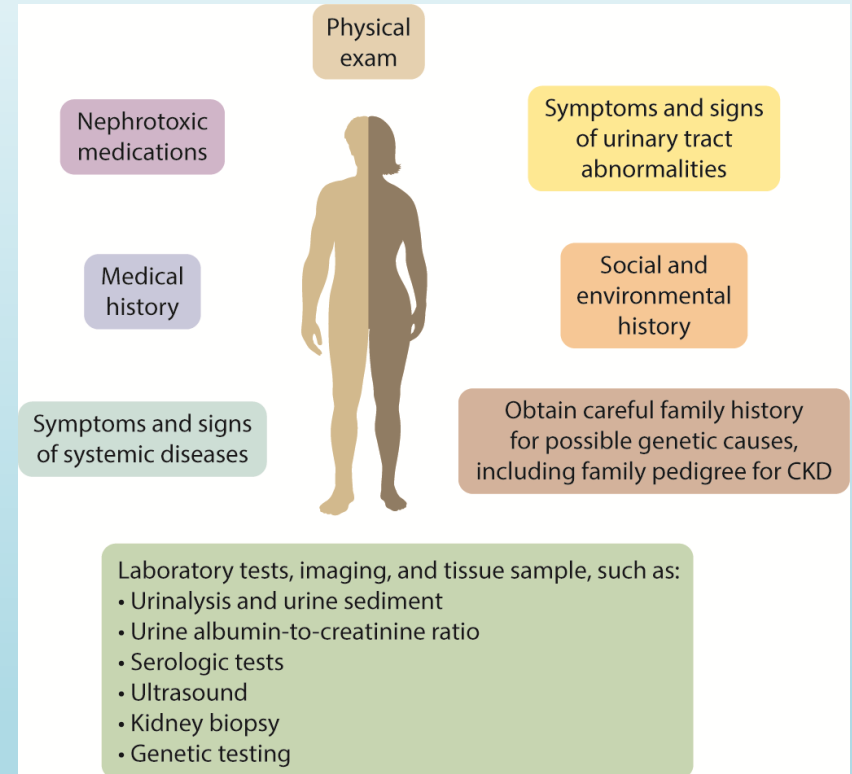 Physical
exam
Nephrotoxic
medications
Symptoms and signs
of urinary tract
abnormalities
Medical
history
Social and
environmental
history
Symptoms and signs
of systemic diseases
Obtain careful family history
for possible genetic causes,
including family pedigree for CKD
Laboratory tests, imaging, and tissue sample, such as:
• Urinalysis and urine sediment
• Urine albumin-to-creatinine ratio
• Serologic tests
• Ultrasound
• Kidney biopsy
• Genetic testing